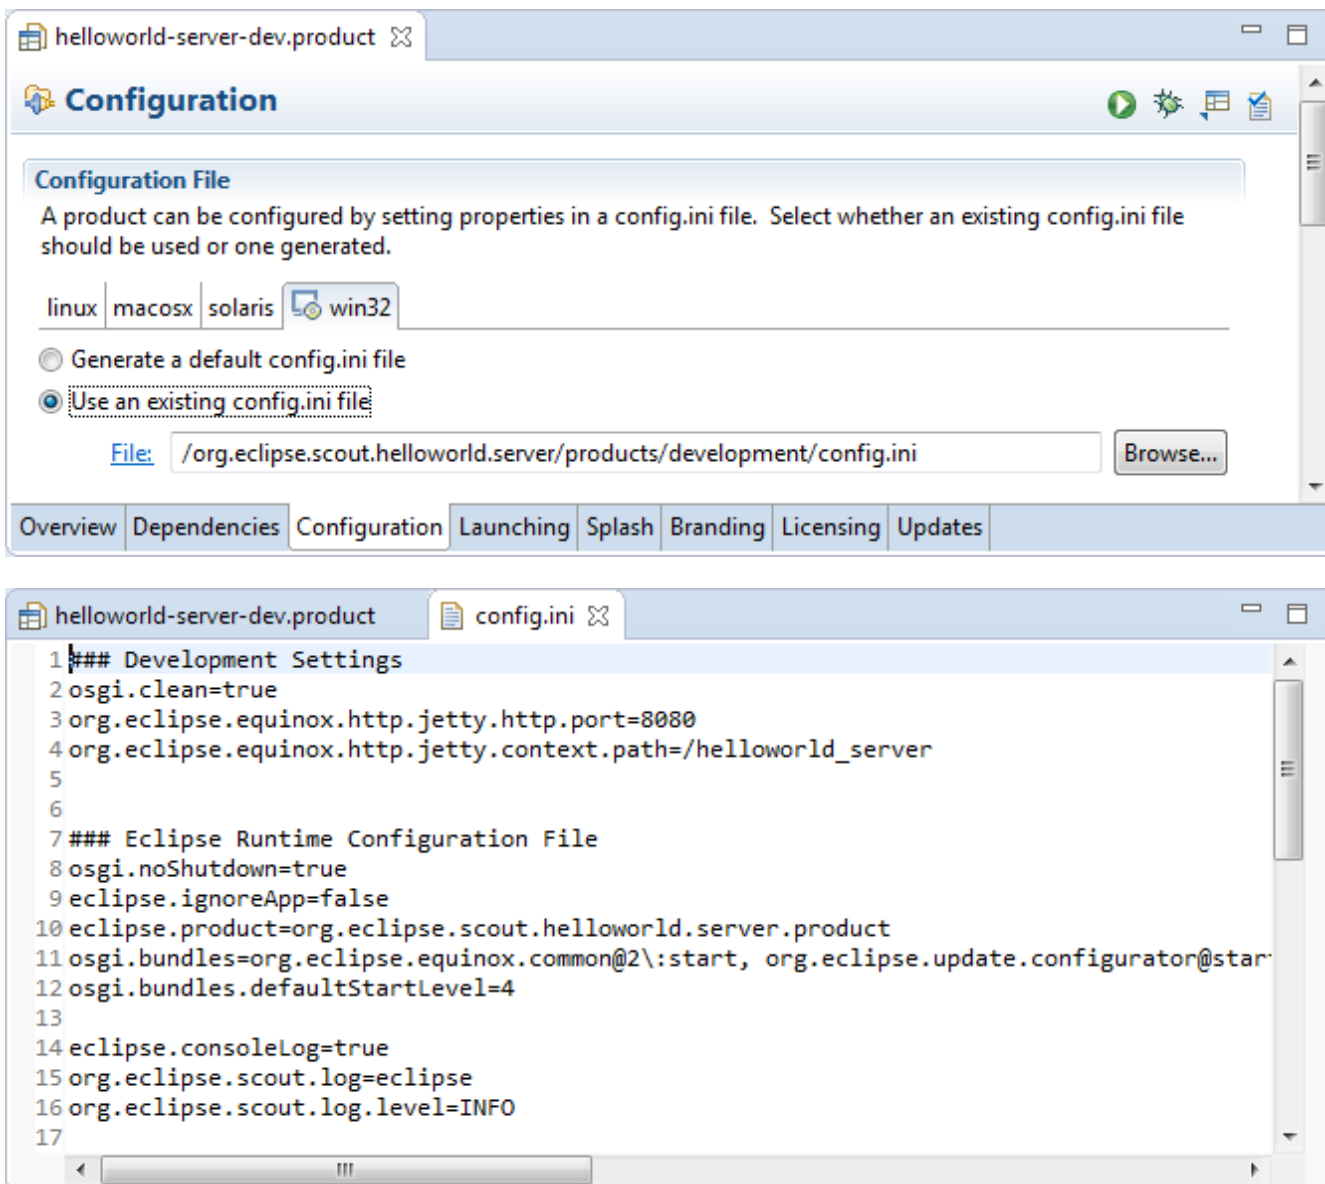 helloworld-server-dev.product
Configuration
Configuration File
A product can be configured by setting properties in a config.ini file.  Select whether an existing config.ini file
should be used or one generated.
linux macosx solaris win32
Generate a default config.ini file
Use an existing config.ini file
File: /org.eclipse.scout.helloworld.server/products/development/config.ini Browse...
Overview Dependencies Configuration Launching Splash Branding Licensing Updates
helloworld-server-dev.product config.ini
1 ### Development Settings
2 osgi.clean=true
3 org.eclipse.equinox.http.jetty.http.port=8080
4 org.eclipse.equinox.http.jetty.context.path=/helloworld_server
5
6
7 ### Eclipse Runtime Configuration File
8 osgi.noShutdown=true
9 eclipse.ignoreApp=false
10 eclipse.product=org.eclipse.scout.helloworld.server.product
11 osgi.bundles=org.eclipse.equinox.common@2\:start, org.eclipse.update.configurator@star
12 osgi.bundles.defaultStartLevel=4
13
14 eclipse.consoleLog=true
15 org.eclipse.scout.log=eclipse
16 org.eclipse.scout.log.level=INFO
17